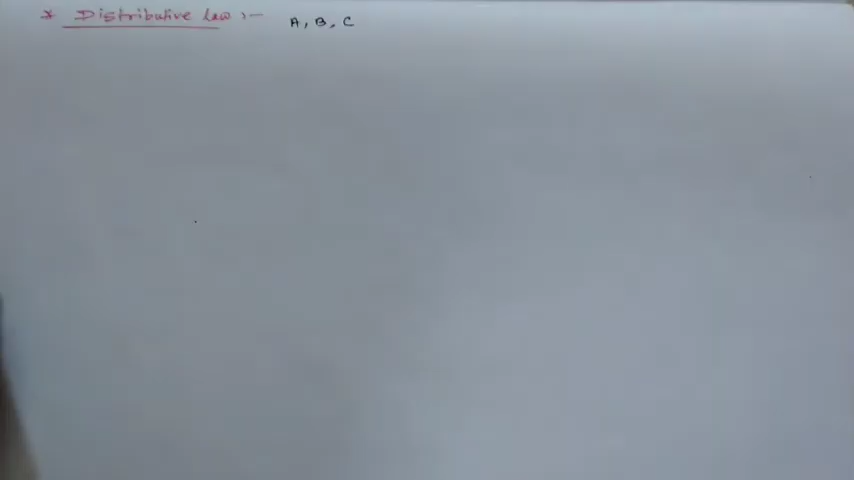 * Distributive Law :- A, B, C